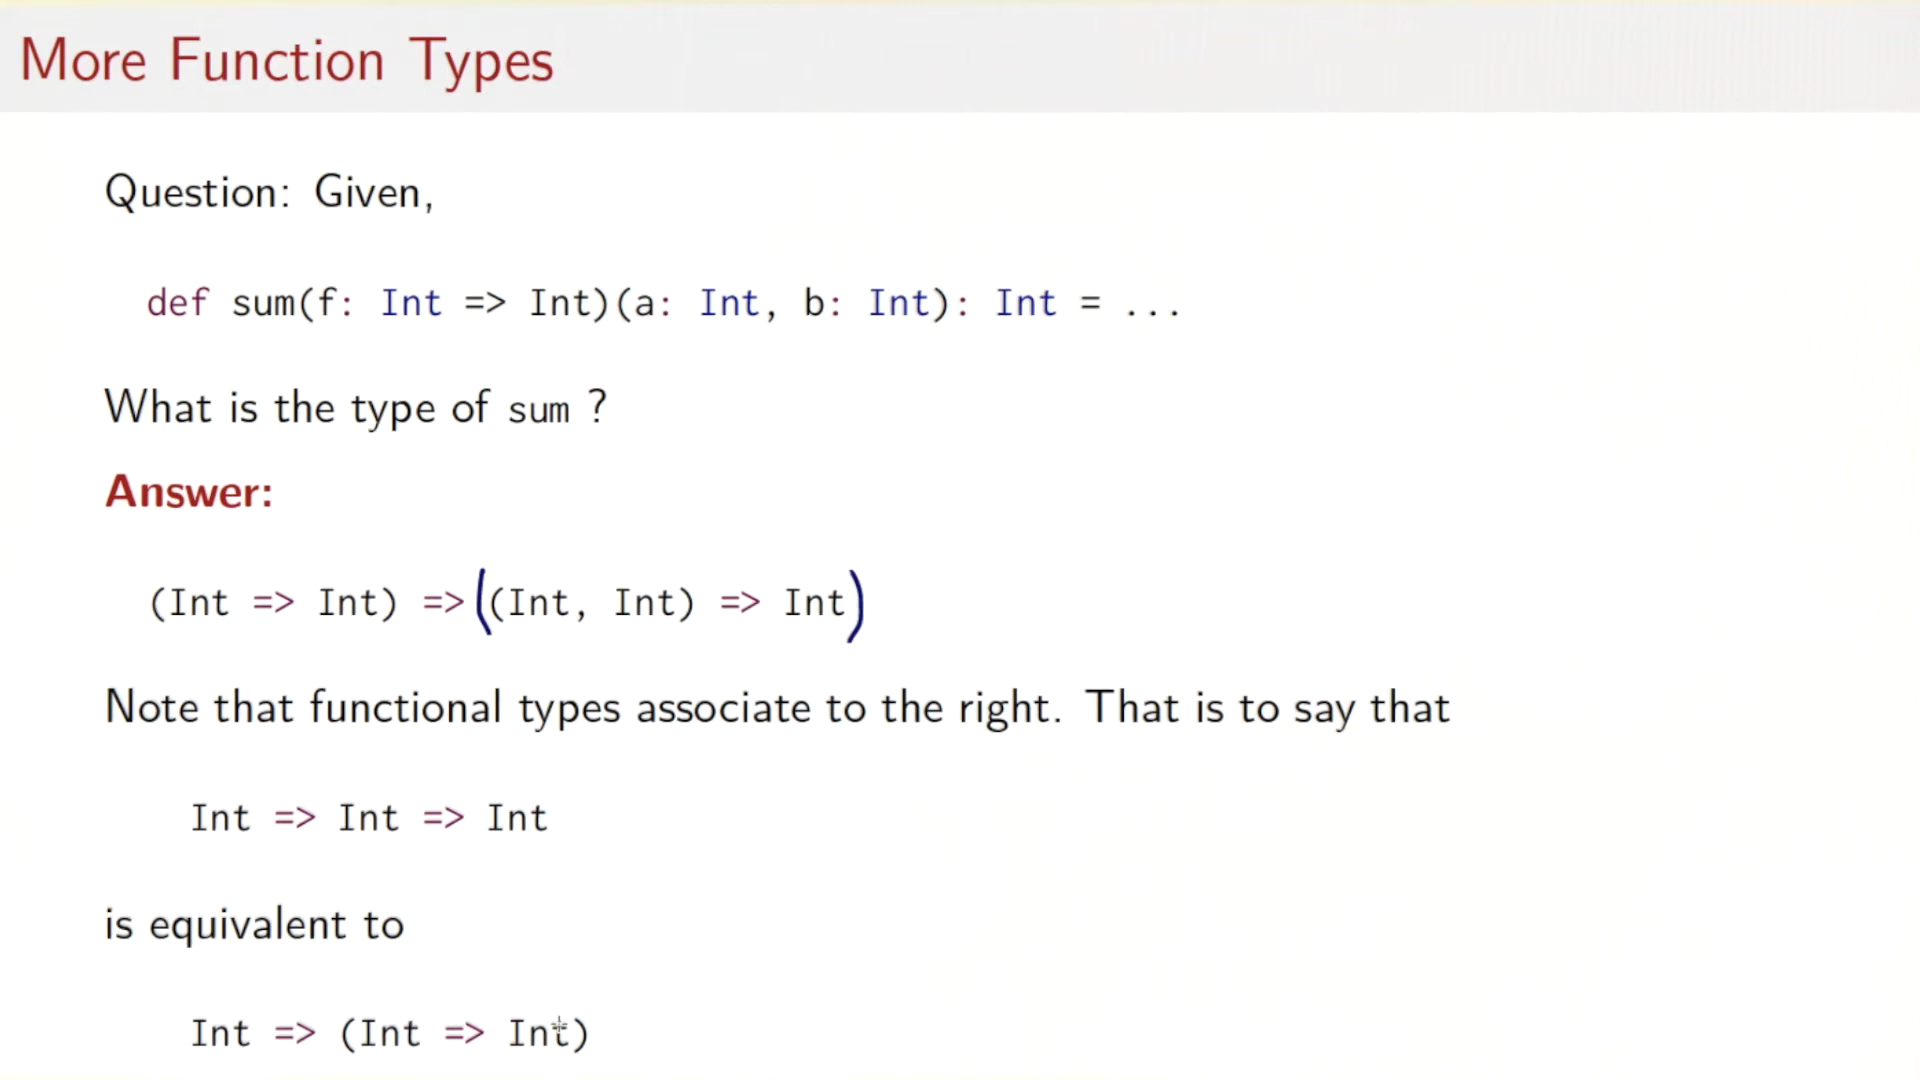 More Function Types
Question: Given,
def sum(f: Int => Int)(a: Int, b: Int): Int = ...
What is the type of sum ?
Answer:
(Int => Int) => ((Int, Int) => Int)
Note that functional types associate to the right. That is to say that
Int => Int => Int
is equivalent to
Int => (Int => Int)